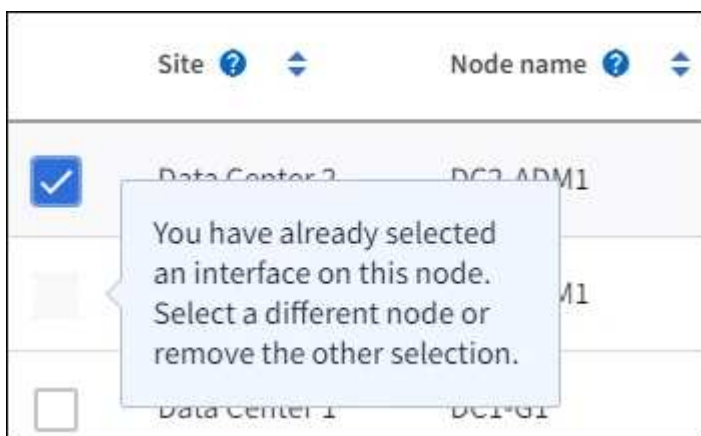 Site ? Node name ?
Data Center 2 DC2-ADM1
You have already selected
an interface on this node. M1
Select a different node or
remove the other selection.
Data Center 1 DC1-G1